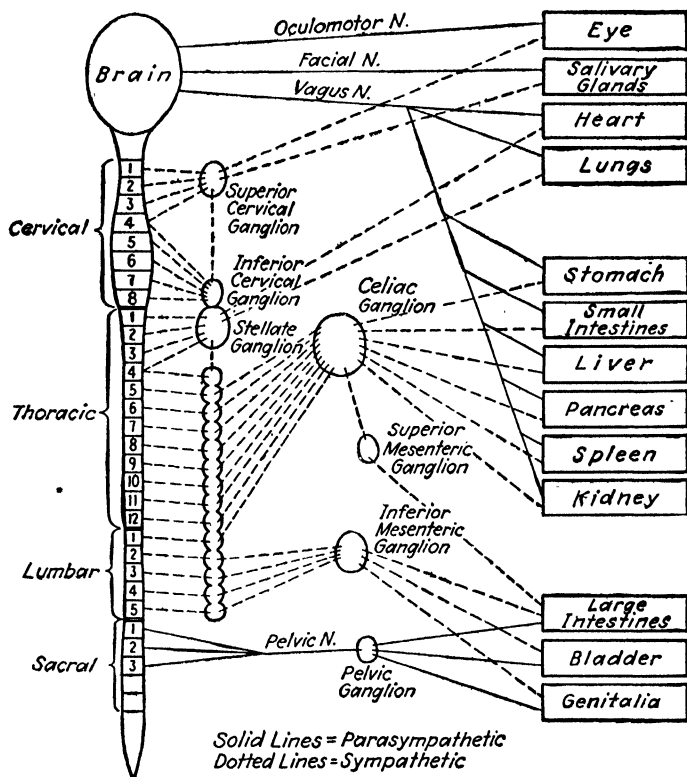 Oculomotor N.
Eye
Brain
Facial N.
Salivary
Glands
Vagus N.
Heart
Lungs
Cervical
1
2
3
4
5
6
7
8
Superior
Cervical
Ganglion
Inferior
Cervical
Ganglion
Stellate
Ganglion
Celiac
Ganglion
Stomach
Small
Intestines
Liver
Pancreas
Spleen
Kidney
Thoracic
1
2
3
4
5
6
7
8
9
10
11
12
Superior
Mesenteric
Ganglion
Inferior
Mesenteric
Ganglion
Lumbar
1
2
3
4
5
Large
Intestines
Bladder
Genitalia
Sacral
1
2
3
Pelvic N.
Pelvic
Ganglion
Solid Lines = Parasympathetic
Dotted Lines = Sympathetic